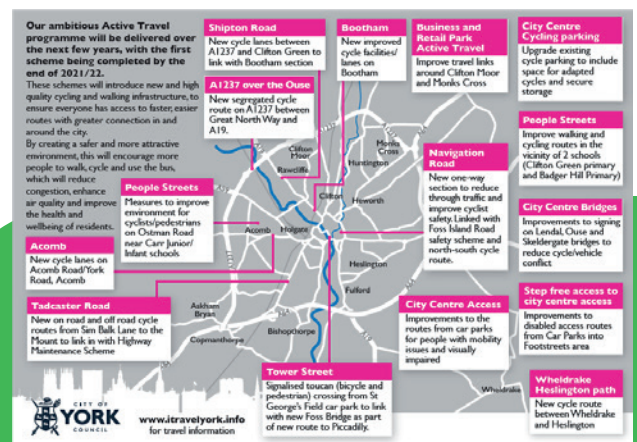 Our ambitious Active Travel
programme will be delivered over
the next few years, with the first
scheme being completed by the
end of 2021/22.
These schemes will introduce new and high
quality cycling and walking infrastructure, to
ensure everyone has access to faster, easier
routes with greater connection in and
around the city.
By creating a safer and more attractive
environment, this will encourage more
people to walk, cycle and use the bus,
which will reduce
congestion, enhance
air quality and improve
the health and
wellbeing of residents.
Shipton Road
New cycle lanes between
A1237 and Clifton Green to
link with Bootham section
Bootham
New improved
cycle facilities/
lanes on
Bootham
Business and
Retail Park
Active Travel
Improve travel links
around Clifton Moor
and Monks Cross
City Centre
Cycling parking
Upgrade existing
cycle parking to include
space for adapted
cycles and secure
storage
A1237 over the Ouse
New segregated cycle
route on A1237 between
Great North Way and
A19.
People Streets
Improve walking and
cycling routes in the
vicinity of 2 schools
(Clifton Green primary
and Badger Hill Primary)
Navigation
Road
New one-way
section to reduce
through traffic and
improve cyclist
safety. Linked with
Foss Island Road
safety scheme and
north-south cycle
route.
People Streets
Measures to improve
environment for
cyclists/pedestrians
on Ostman Road
near Carr Junior/
Infant schools
City Centre Bridges
Improvements to signing
on Lendal, Ouse and
Skeldergate bridges to
reduce cycle/vehicle
conflict
Acomb
New cycle lanes on
Acomb Road/York
Road, Acomb
Tadcaster Road
New on road and off road cycle
routes from Sim Balk Lane to the
Mount to link in with Highway
Maintenance Scheme
City Centre Access
Improvements to the
routes from car parks
for people with mobility
issues and visually
impaired
Step free access to
city centre access
Improvements to
disabled access routes
from Car Parks into
Footstreets area
Tower Street
Signalised toucan (bicycle and
pedestrian) crossing from St
George's Field car park to link
with new Foss Bridge as part
of new route to Piccadilly.
Wheldrake
Heslington path
New cycle route
between Wheldrake
and Heslington
Clifton
Moor
Rawcliffe
Monks
Cross
Huntington
Clifton
Heworth
Acomb
Holgate
Heslington
Fulford
Askham
Bryan
Bishopthorpe
Copmanthorpe
Wheldrake
CITY OF
YORK
COUNCIL
www.itravelyork.info
for travel information